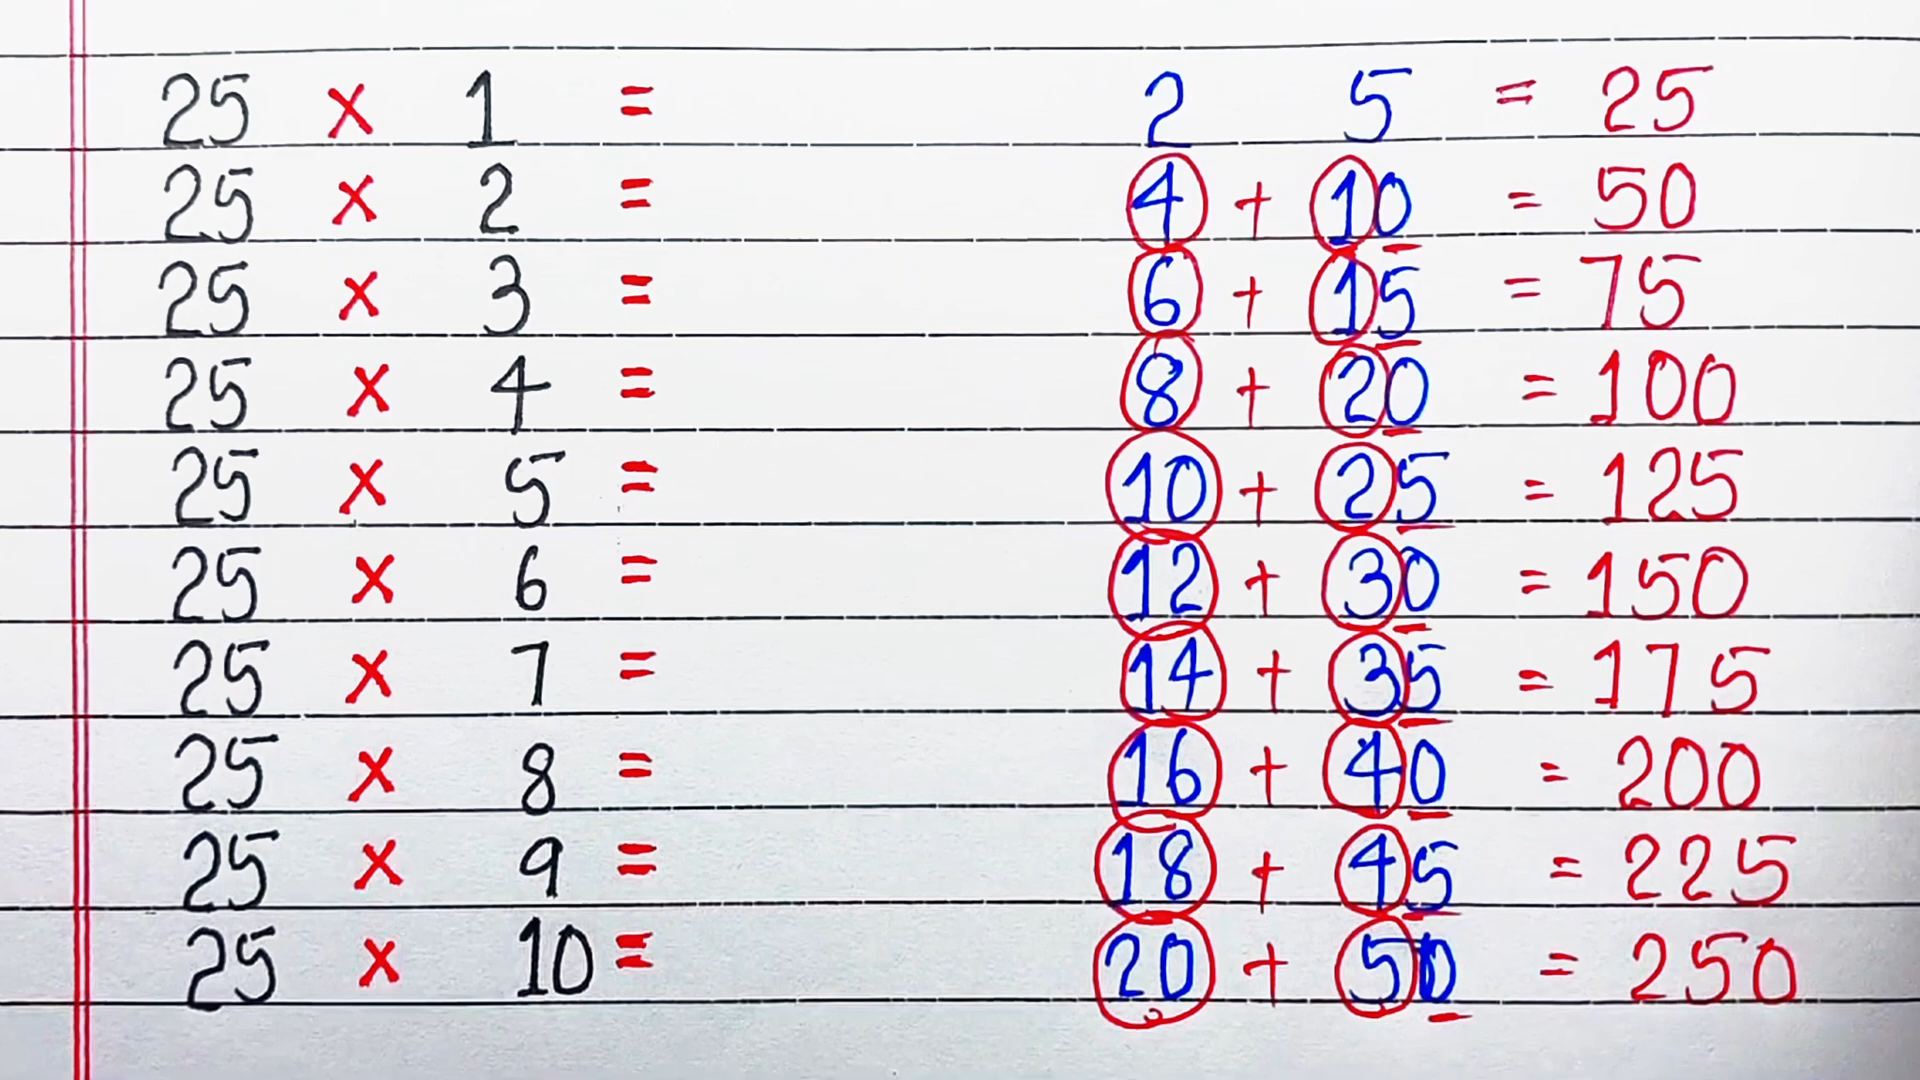 25 x 1 = 2 5 = 25
25 x 2 = 4 + 10 = 50
25 x 3 = 6 + 15 = 75
25 x 4 = 8 + 20 = 100
25 x 5 = 10 + 25 = 125
25 x 6 = 12 + 30 = 150
25 x 7 = 14 + 35 = 175
25 x 8 = 16 + 40 = 200
25 x 9 = 18 + 45 = 225
25 x 10 = 20 + 50 = 250